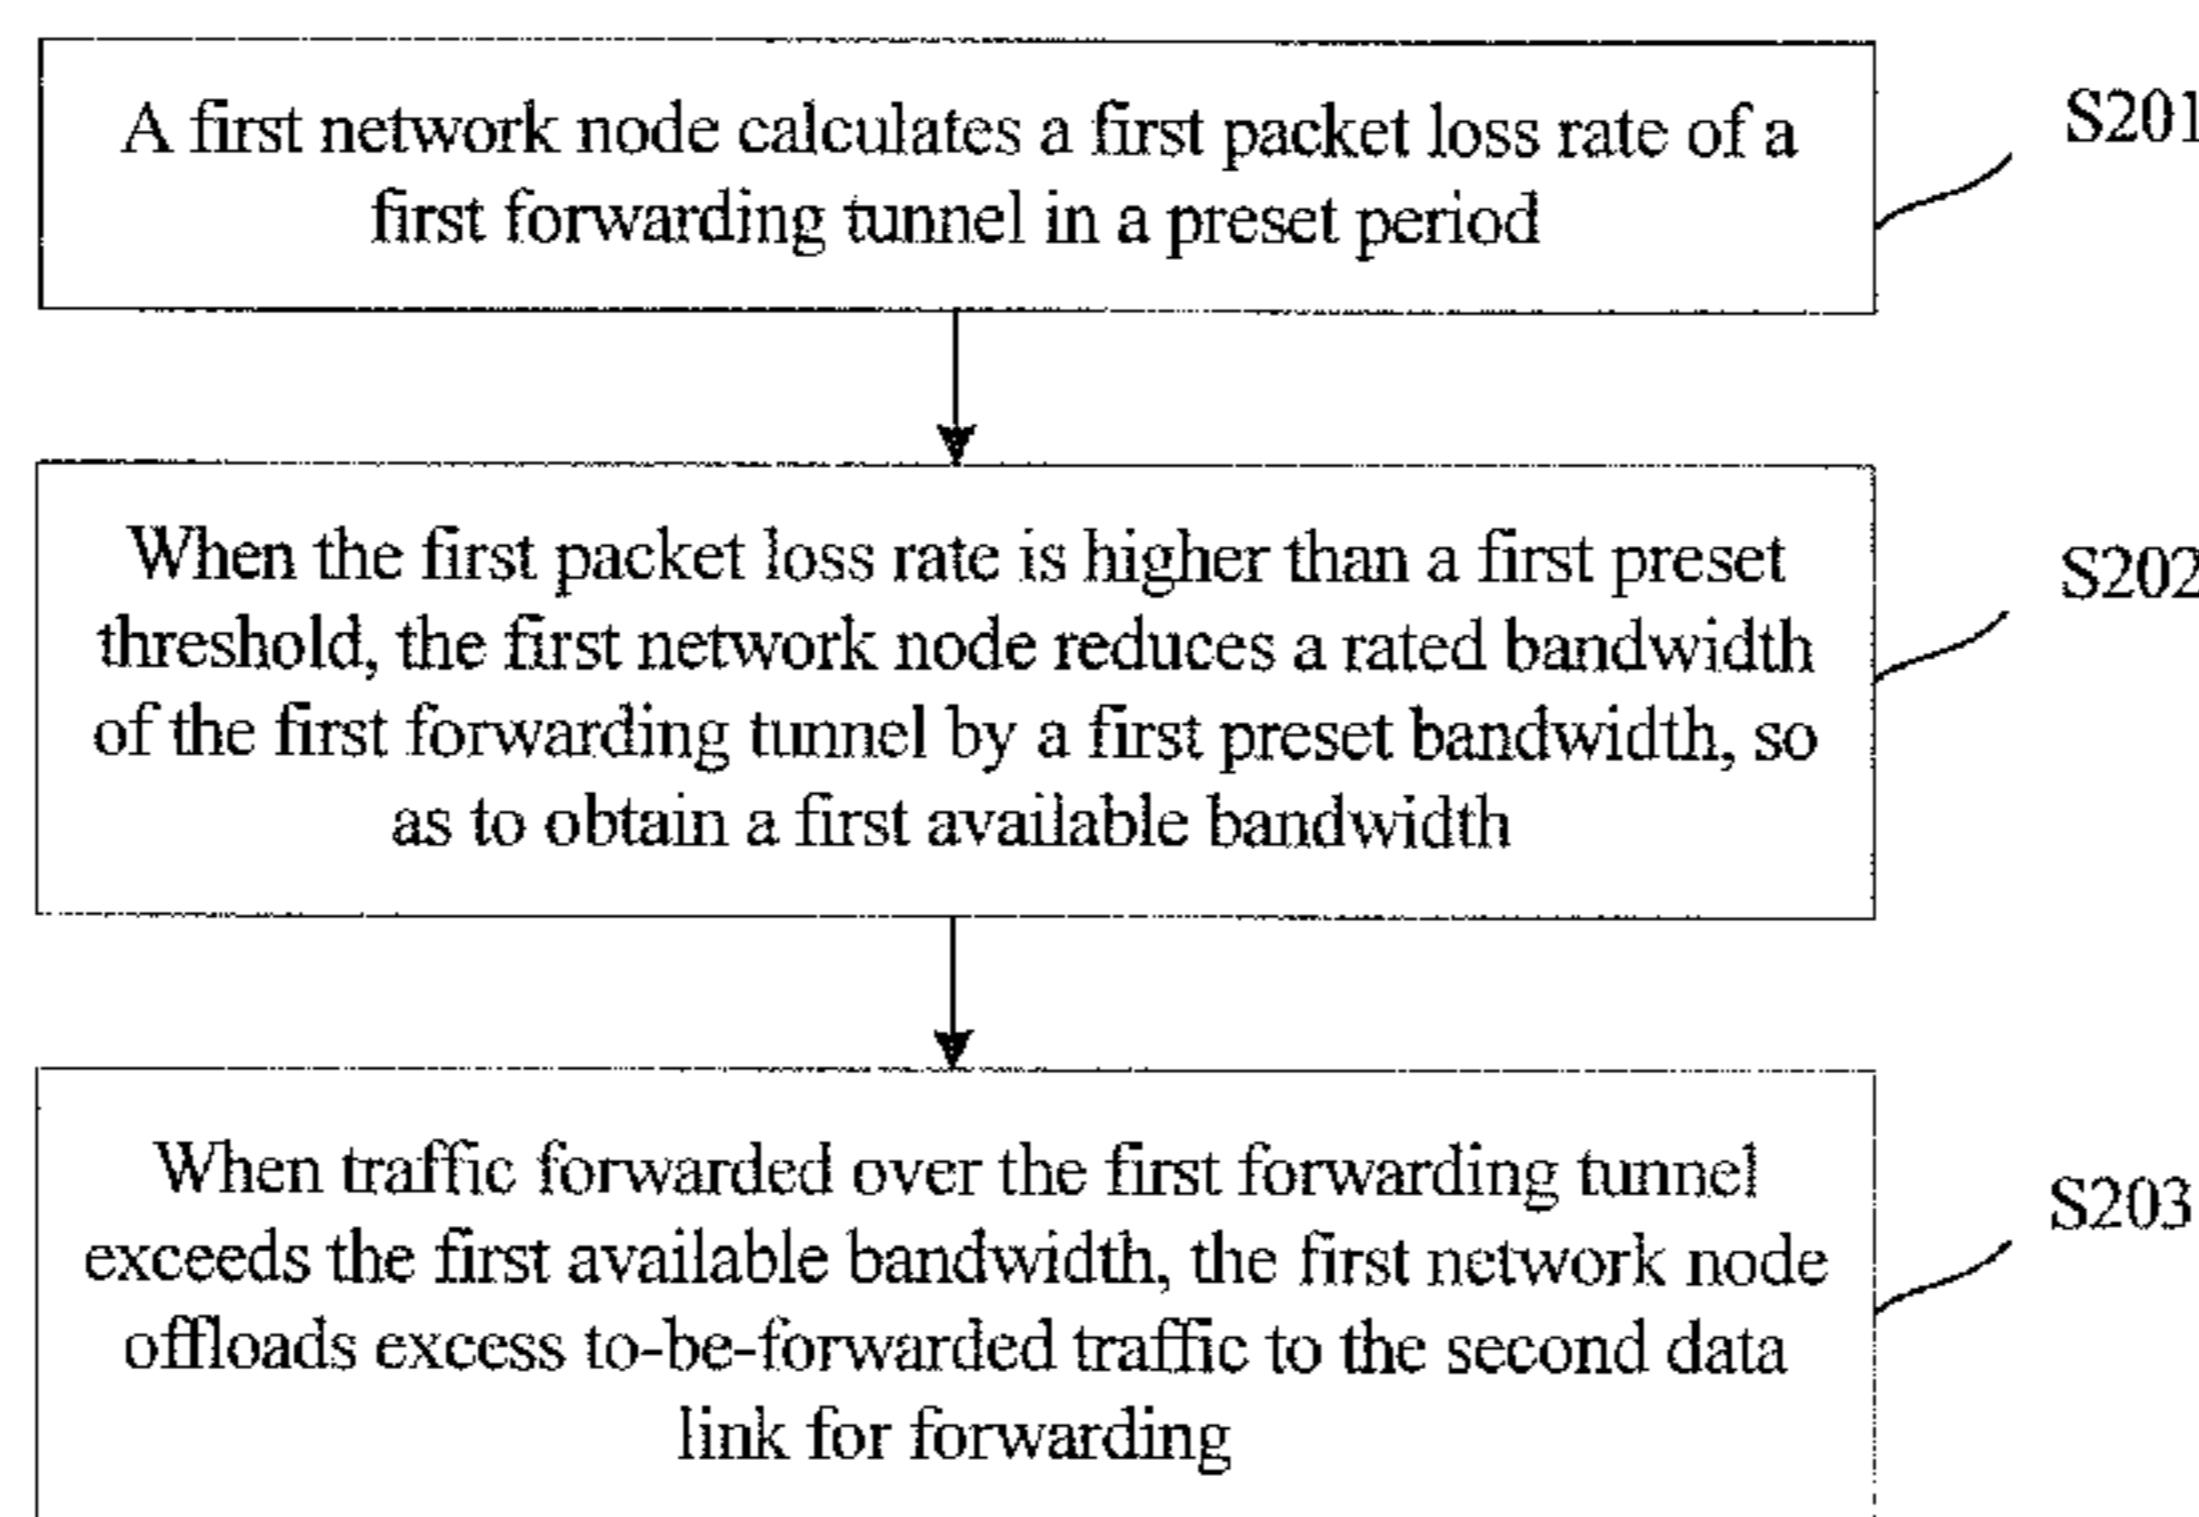 A first network node calculates a first packet loss rate of a
first forwarding tunnel in a preset period
S201
When the first packet loss rate is higher than a first preset
threshold, the first network node reduces a rated bandwidth
of the first forwarding tunnel by a first preset bandwidth, so
as to obtain a first available bandwidth
S202
When traffic forwarded over the first forwarding tunnel
exceeds the first available bandwidth, the first network node
offloads excess to-be-forwarded traffic to the second data
link for forwarding
S203